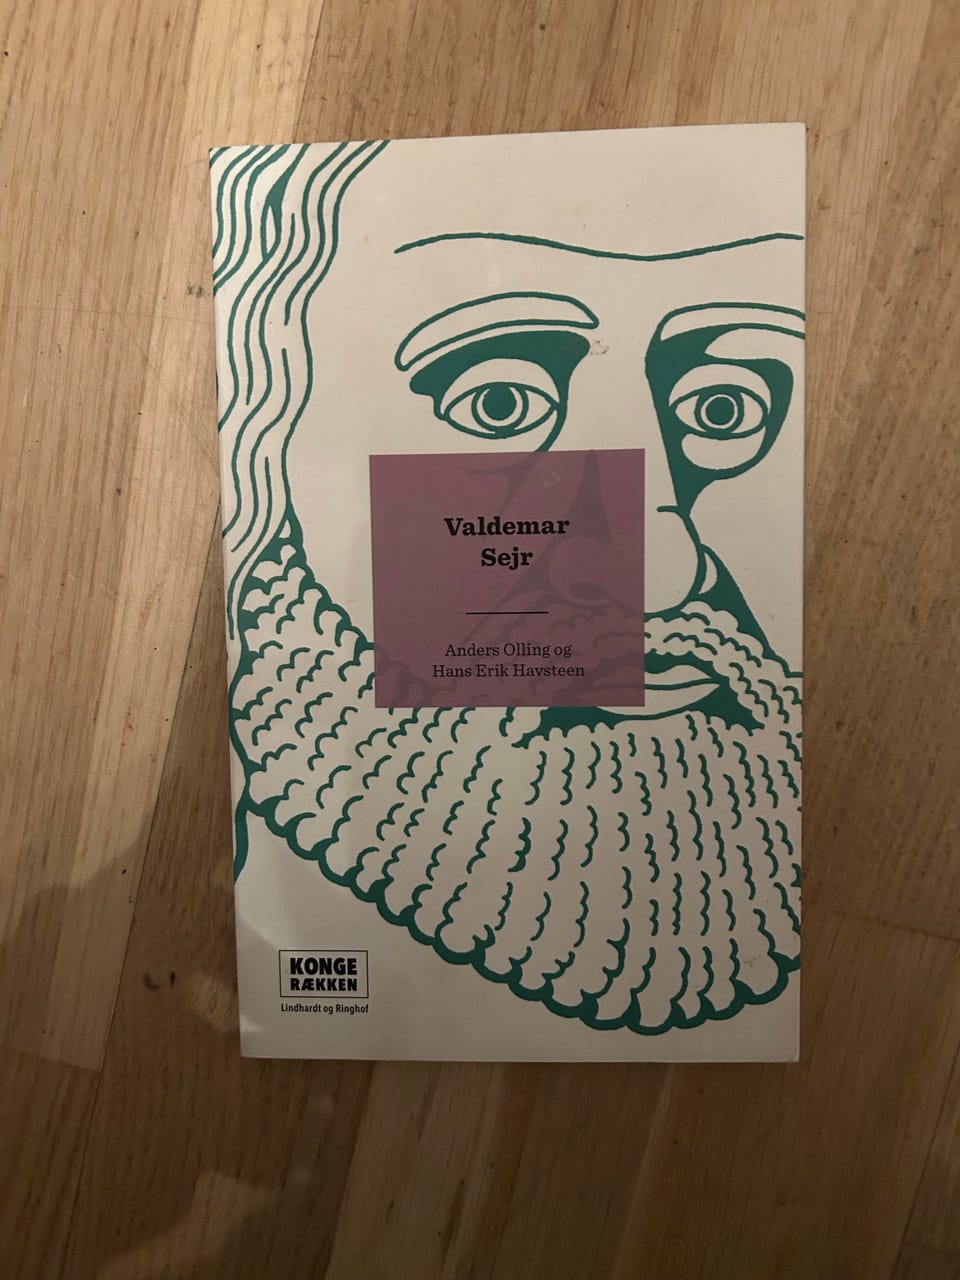 Valdemar
Sejr
Anders Olling og
Hans Erik Havsteen
KONGE
RÆKKEN
Lindhardt og Ringhof